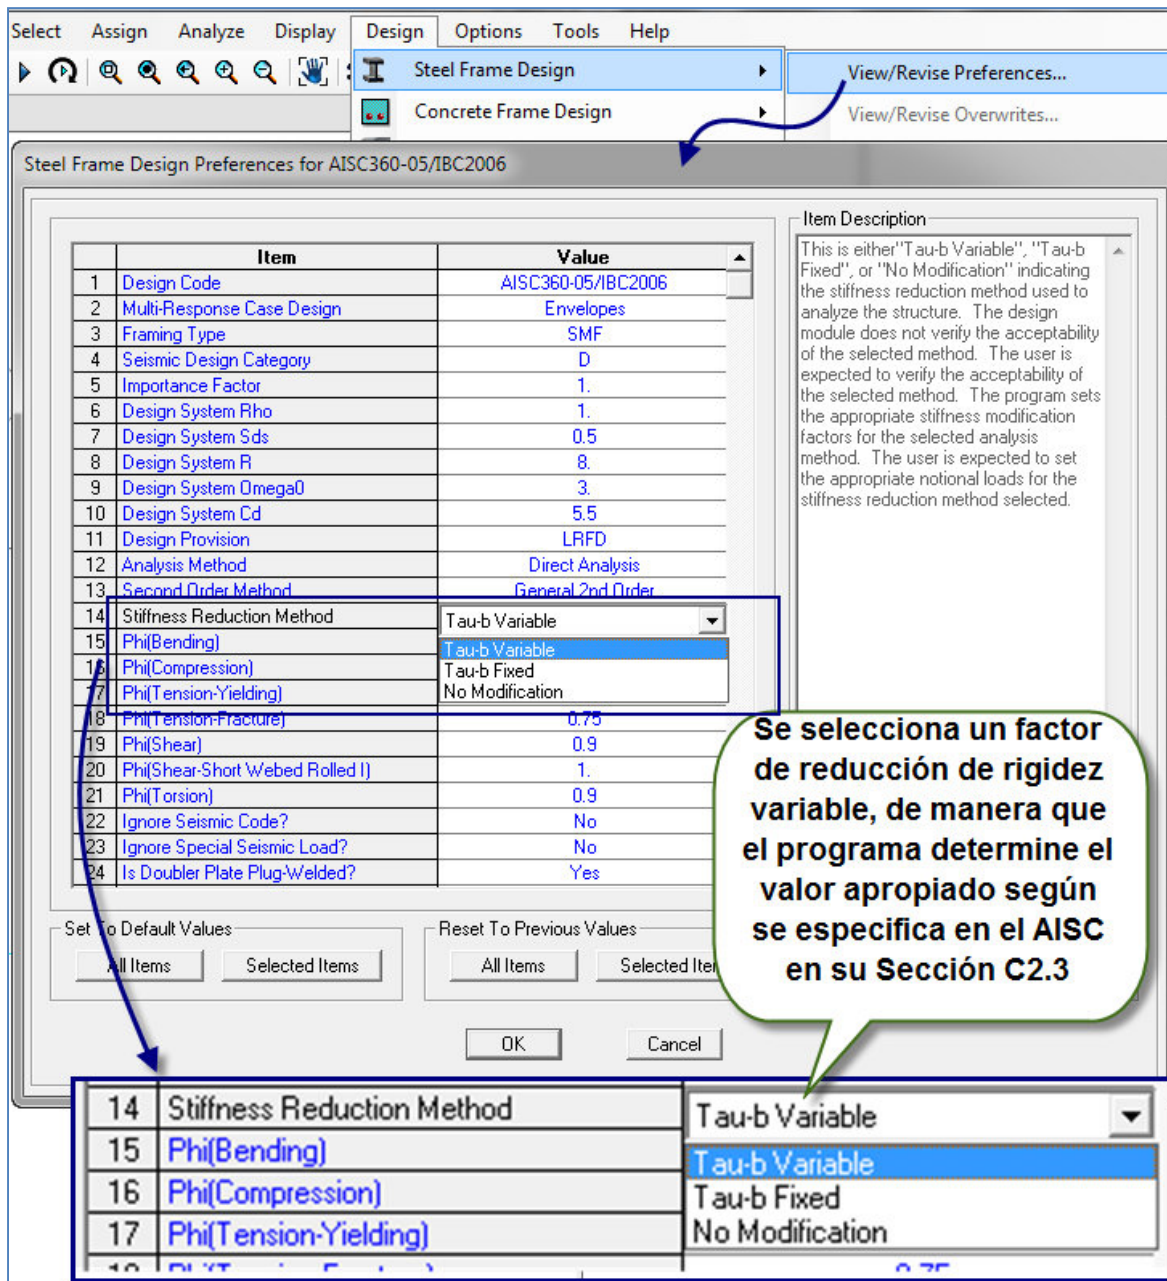 Select Assign Analyze Display Design Options Tools Help
Steel Frame Design
View/Revise Preferences...
Concrete Frame Design
View/Revise Overwrites...
Steel Frame Design Preferences for AISC360-05/IBC2006
Item Value
1 Design Code AISC360-05/IBC2006
2 Multi-Response Case Design Envelopes
3 Framing Type SMF
4 Seismic Design Category D
5 Importance Factor 1.
6 Design System Rho 1.
7 Design System Sds 0.5
8 Design System R 8.
9 Design System Omega0 3.
10 Design System Cd 5.5
11 Design Provision LRFD
12 Analysis Method Direct Analysis
13 Second Order Method General 2nd Order
14 Stiffness Reduction Method Tau-b Variable
15 Phi(Bending) Tau-b Variable
16 Phi(Compression) Tau-b Fixed
17 Phi(Tension-Yielding) No Modification
18 Phi(Tension-Fracture) 0.75
19 Phi(Shear) 0.9
20 Phi(Shear-Short Webed Rolled I) 1.
21 Phi(Torsion) 0.9
22 Ignore Seismic Code? No
23 Ignore Special Seismic Load? No
24 Is Doubler Plate Plug-Welded? Yes
Item Description
This is either"Tau-b Variable", "Tau-b
Fixed", or "No Modification" indicating
the stiffness reduction method used to
analyze the structure. The design
module does not verify the acceptability
of the selected method. The user is
expected to verify the acceptability of
the selected method. The program sets
the appropriate stiffness modification
factors for the selected analysis
method. The user is expected to set
the appropriate notional loads for the
stiffness reduction method selected.
Se selecciona un factor
de reducción de rigidez
variable, de manera que
el programa determine el
valor apropiado según
se especifica en el AISC
en su Sección C2.3
Set To Default Values
All Items Selected Items
Reset To Previous Values
All Items Selected Iter
OK Cancel
14 Stiffness Reduction Method Tau-b Variable
15 Phi(Bending) Tau-b Variable
16 Phi(Compression) Tau-b Fixed
17 Phi(Tension-Yielding) No Modification